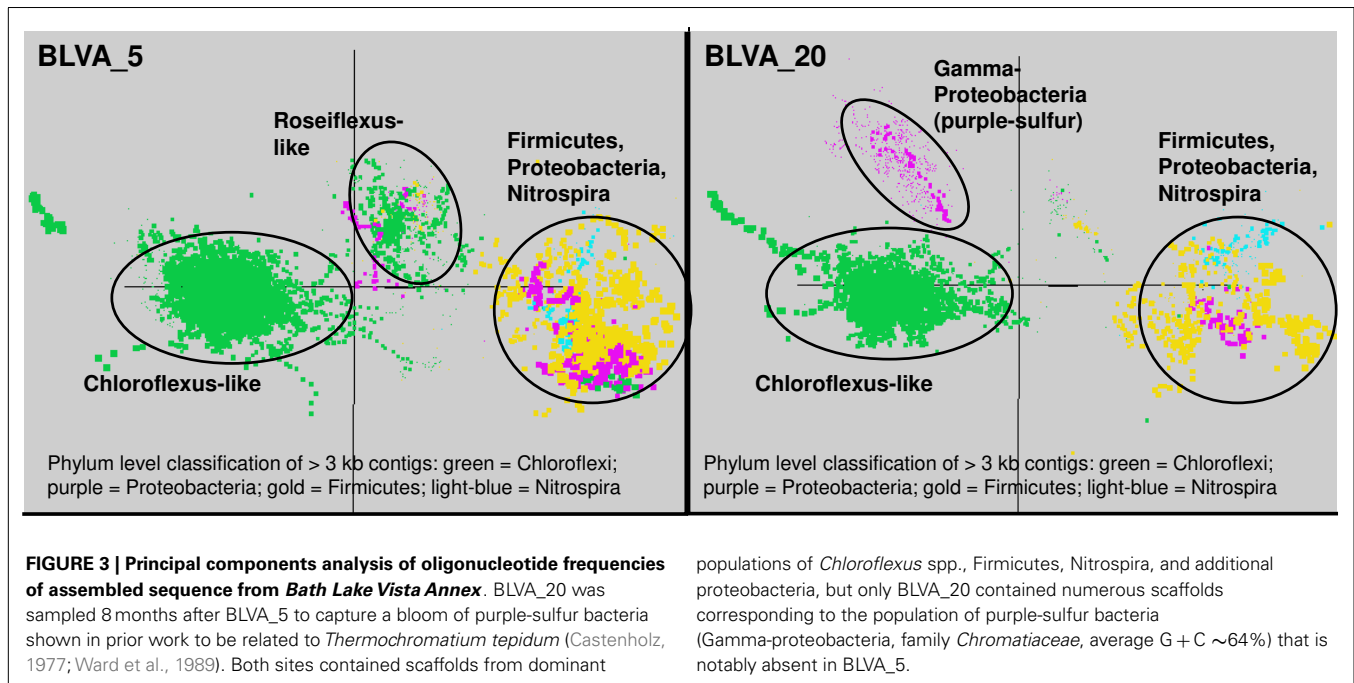 BLVA_5
Roseiflexus-
like
Firmicutes,
Proteobacteria,
Nitrospira
Chloroflexus-like
Phylum level classification of > 3 kb contigs: green = Chloroflexi;
purple = Proteobacteria; gold = Firmicutes; light-blue = Nitrospira
BLVA_20
Gamma-
Proteobacteria
(purple-sulfur)
Firmicutes,
Proteobacteria,
Nitrospira
Chloroflexus-like
Phylum level classification of > 3 kb contigs: green = Chloroflexi;
purple = Proteobacteria; gold = Firmicutes; light-blue = Nitrospira
FIGURE 3 | Principal components analysis of oligonucleotide frequencies
of assembled sequence from Bath Lake Vista Annex. BLVA_20 was
sampled 8 months after BLVA_5 to capture a bloom of purple-sulfur bacteria
shown in prior work to be related to Thermochromatium tepidum (Castenholz,
1977; Ward et al., 1989). Both sites contained scaffolds from dominant
populations of Chloroflexus spp., Firmicutes, Nitrospira, and additional
proteobacteria, but only BLVA_20 contained numerous scaffolds
corresponding to the population of purple-sulfur bacteria
(Gamma-proteobacteria, family Chromatiaceae, average G + C ∼64%) that is
notably absent in BLVA_5.